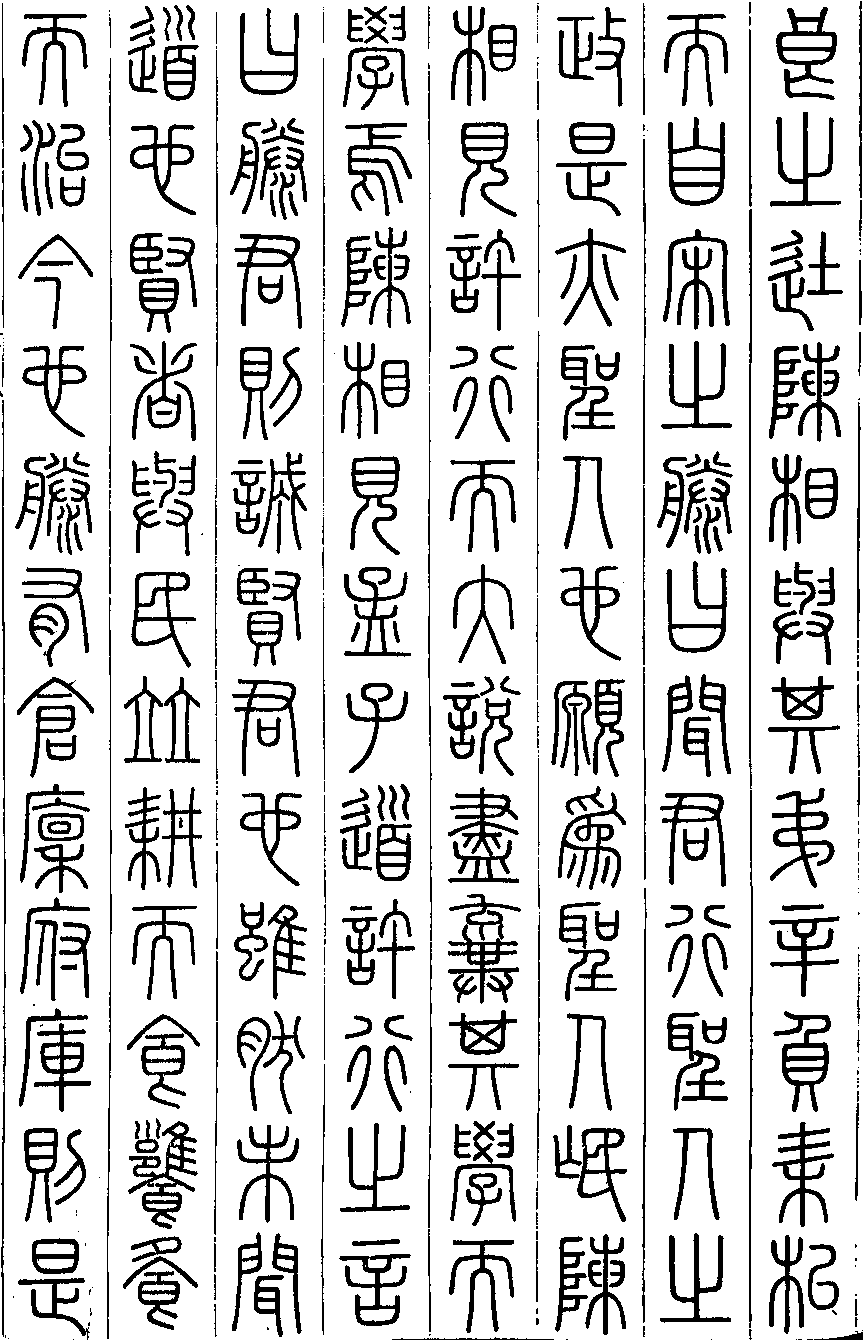 良之徒陳相與其弟辛負耒耜
而自宋之滕曰聞君行聖人之
政是亦聖人也願爲聖人氓陳
相見許行而大說盡棄其學而
學焉陳相見孟子道許行之言
曰滕君則誠賢君也雖然未聞
道也賢者與民並耕而食饔飧
而治今也滕有倉廩府庫則是